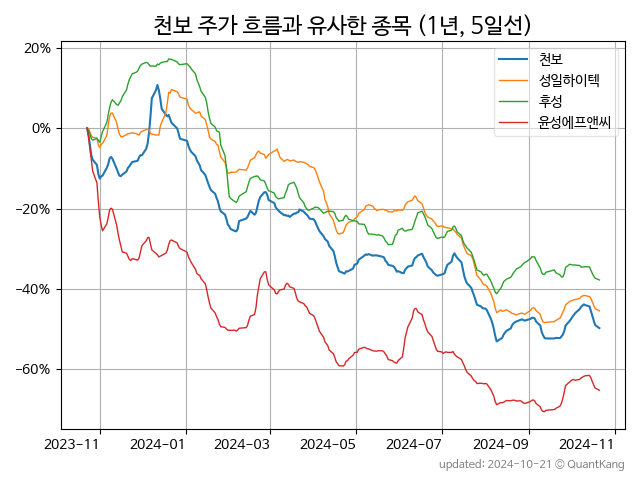 천보 주가 흐름과 유사한 종목 (1년, 5일선)
20%
0%
−20%
−40%
−60%
천보
성일하이텍
후성
윤성에프앤씨
2023−11
2024−01
2024−03
2024−05
2024−07
2024−09
2024−11
updated: 2024-10-21 © QuantKang